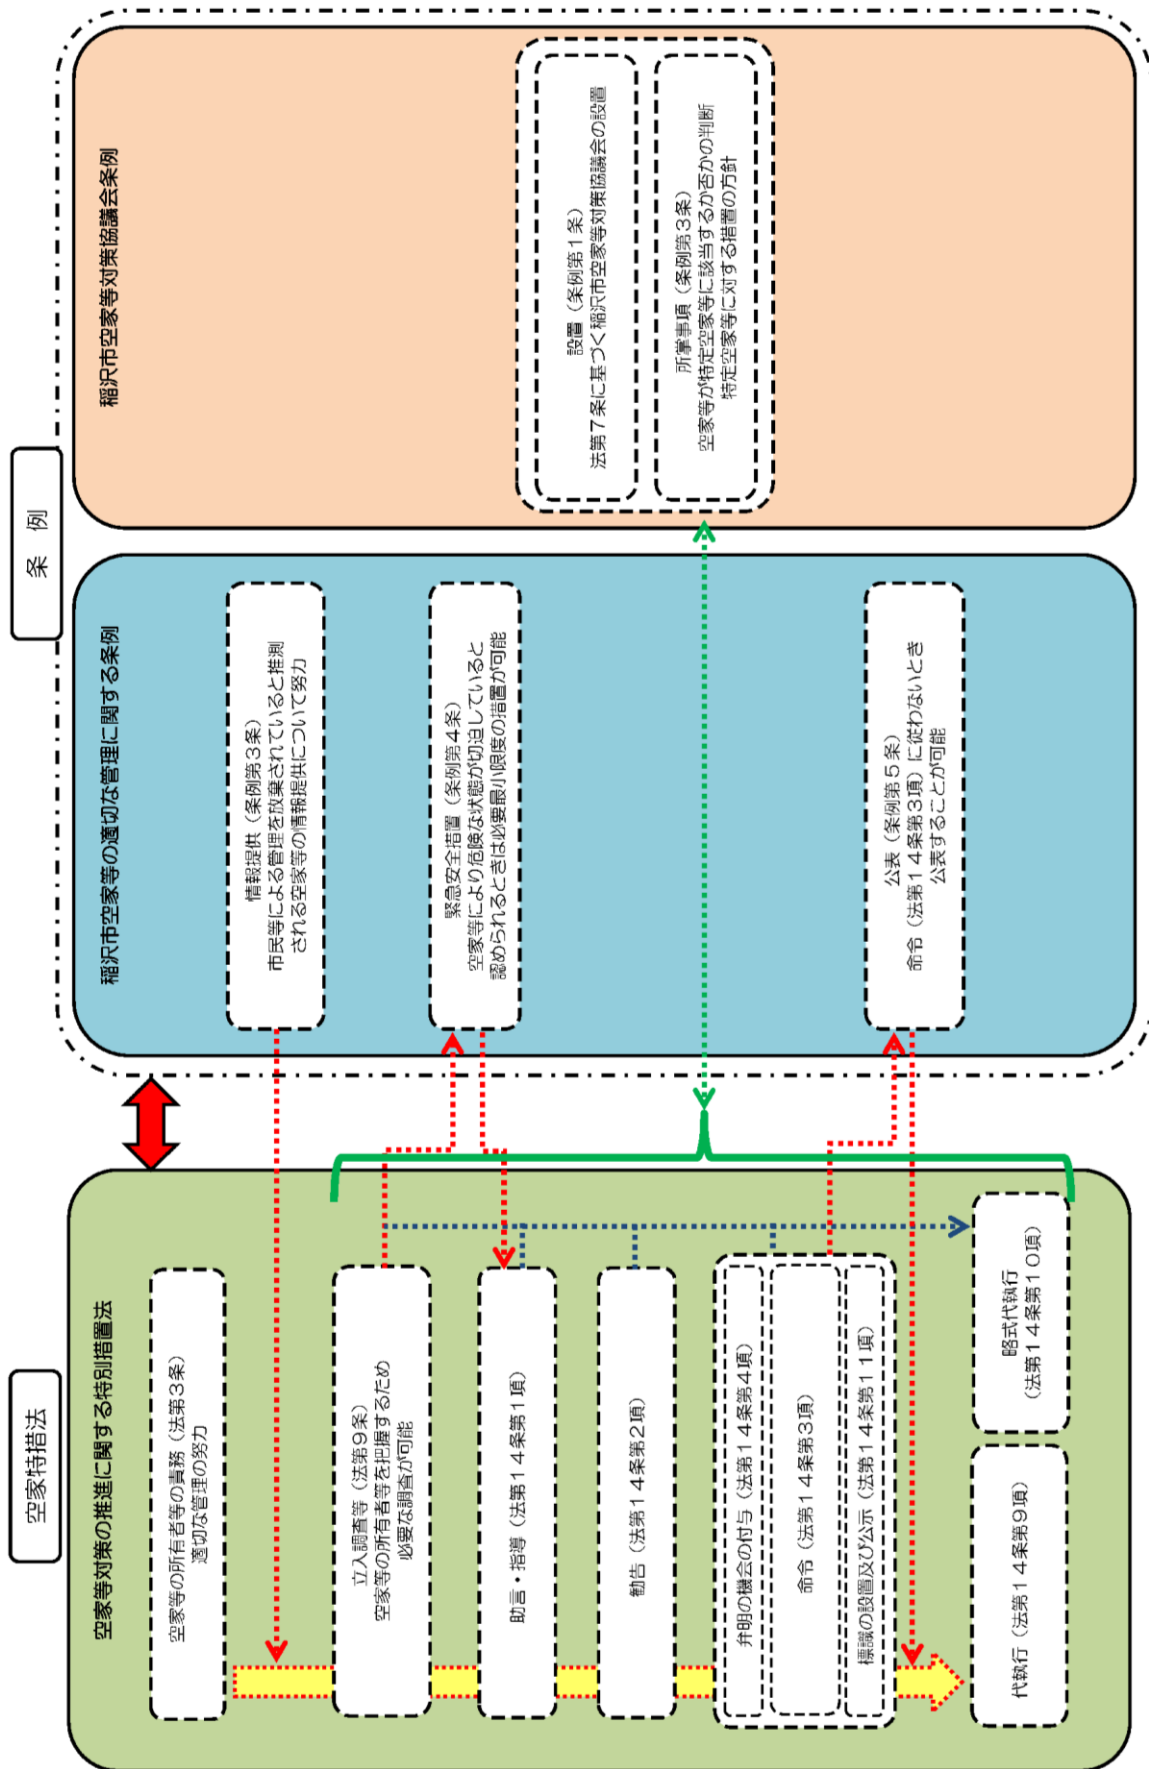 空家特措法
空家等対策の推進に関する特別措置法
空家等の所有者等の責務（法第３条）
適切な管理の努力
立入調査等（法第９条）
空家等の所有者等を把握するため
必要な調査が可能
助言・指導（法第１４条第１項）
勧告（法第１４条第２項）
弁明の機会の付与（法第１４条第４項）
命令（法第１４条第３項）
標識の設置及び公示（法第１４条第１１項）
代執行（法第１４条第９項）
略式代執行
（法第１４条第１０項）
条　例
稲沢市空家等の適切な管理に関する条例
情報提供（条例第３条）
市民等による管理を放棄されていると推測
される空家等の情報提供について努力
緊急安全措置（条例第４条）
空家等により危険な状態が切迫していると
認められるときは必要最小限度の措置が可能
公表（条例第５条）
命令（法第１４条第３項）に従わないとき
公表することが可能
稲沢市空家等対策協議会条例
設置（条例第１条）
法第７条に基づく稲沢市空家等対策協議会の設置
所掌事項（条例第３条）
空家等が特定空家等に該当するか否かの判断
特定空家等に対する措置の方針